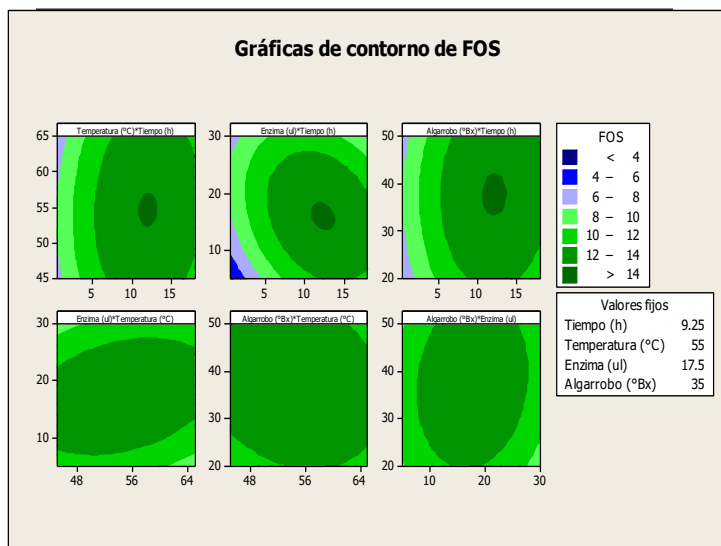 Gráficas de contorno de FOS
Temperatura (°C)*Tiempo (h)
65
60
55
50
45
5 10 15
Enzima (ul)*Tiempo (h)
30
20
10
5 10 15
Algarrobo (°Bx)*Tiempo (h)
50
40
30
20
5 10 15
Enzima (ul)*Temperatura (°C)
30
20
10
48 56 64
Algarrobo (°Bx)*Temperatura (°C)
50
40
30
20
48 56 64
Algarrobo (°Bx)*Enzima (ul)
50
40
30
20
10 20 30
FOS
< 4
4 – 6
6 – 8
8 – 10
10 – 12
12 – 14
> 14
Valores fijos
Tiempo (h) 9.25
Temperatura (°C) 55
Enzima (ul) 17.5
Algarrobo (°Bx) 35